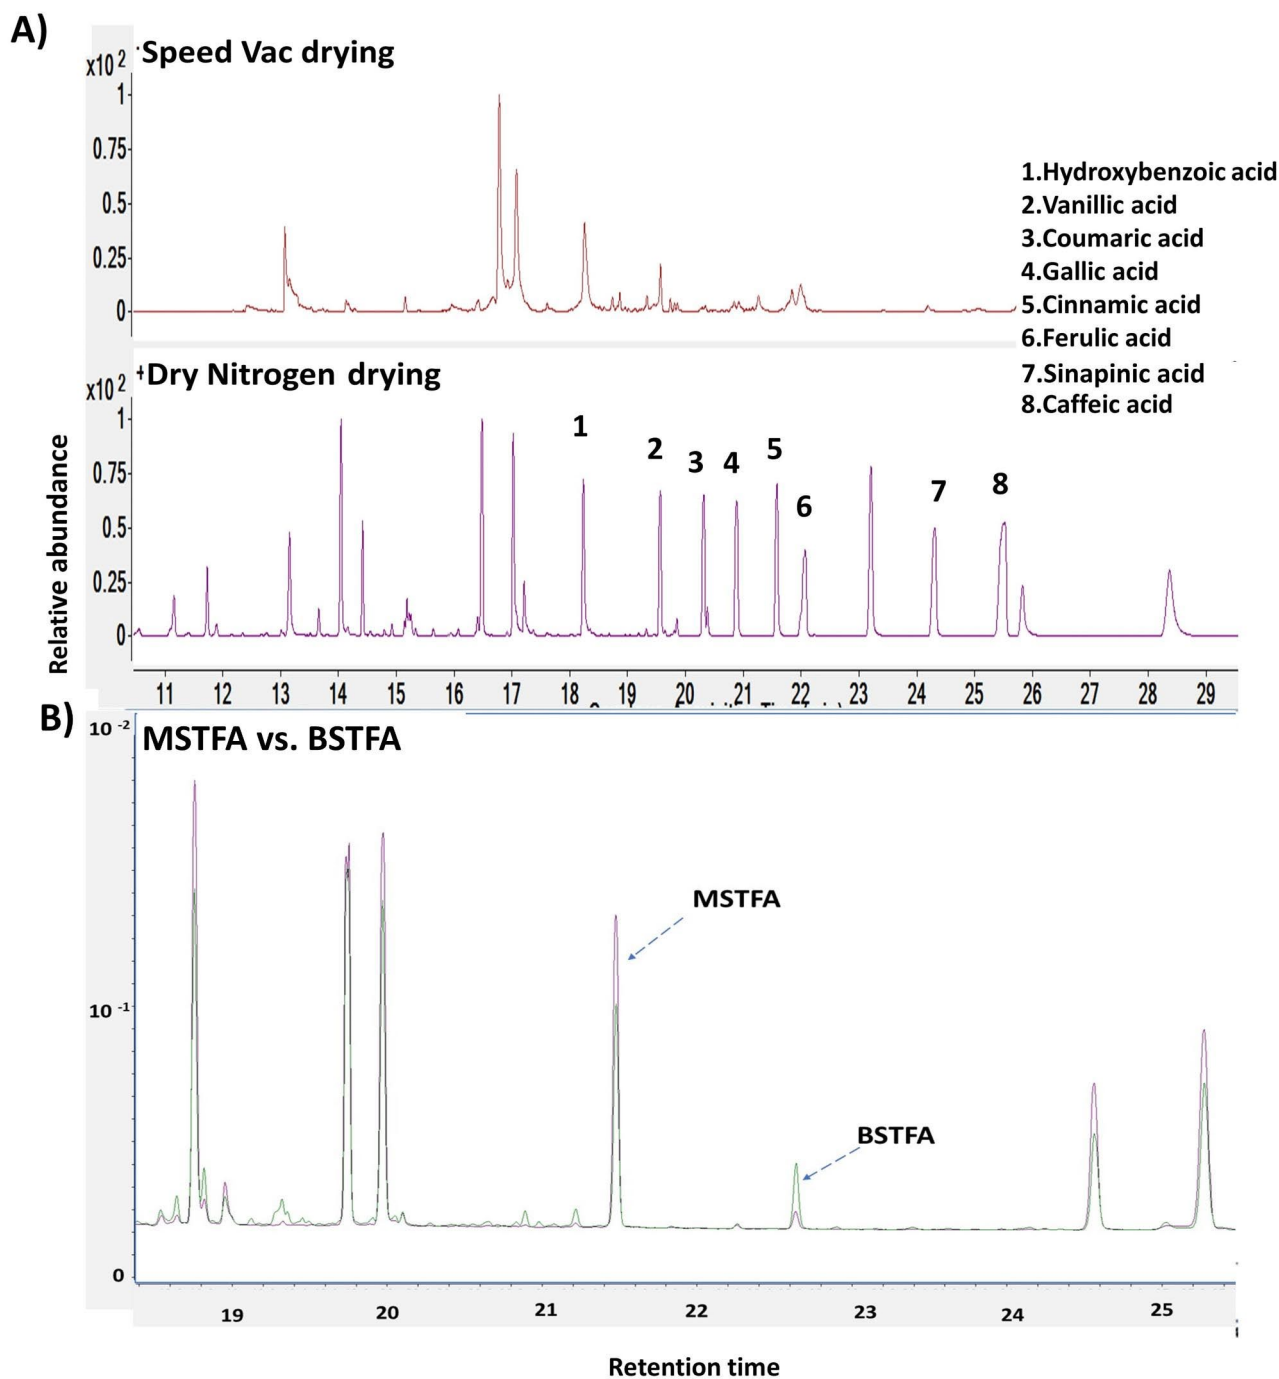 A)
Speed Vac drying
x10 2
1
0.75
0.5
0.25
0
1.Hydroxybenzoic acid
2.Vanillic acid
3.Coumaric acid
4.Gallic acid
5.Cinnamic acid
6.Ferulic acid
7.Sinapinic acid
8.Caffeic acid
+Dry Nitrogen drying
x10 2
1
0.75
0.5
0.25
0
Relative abundance
1
2
3
4
5
6
7
8
11 12 13 14 15 16 17 18 19 20 21 22 23 24 25 26 27 28 29
B)
MSTFA vs. BSTFA
10 -2
10 -1
0
MSTFA
BSTFA
19 20 21 22 23 24 25
Retention time